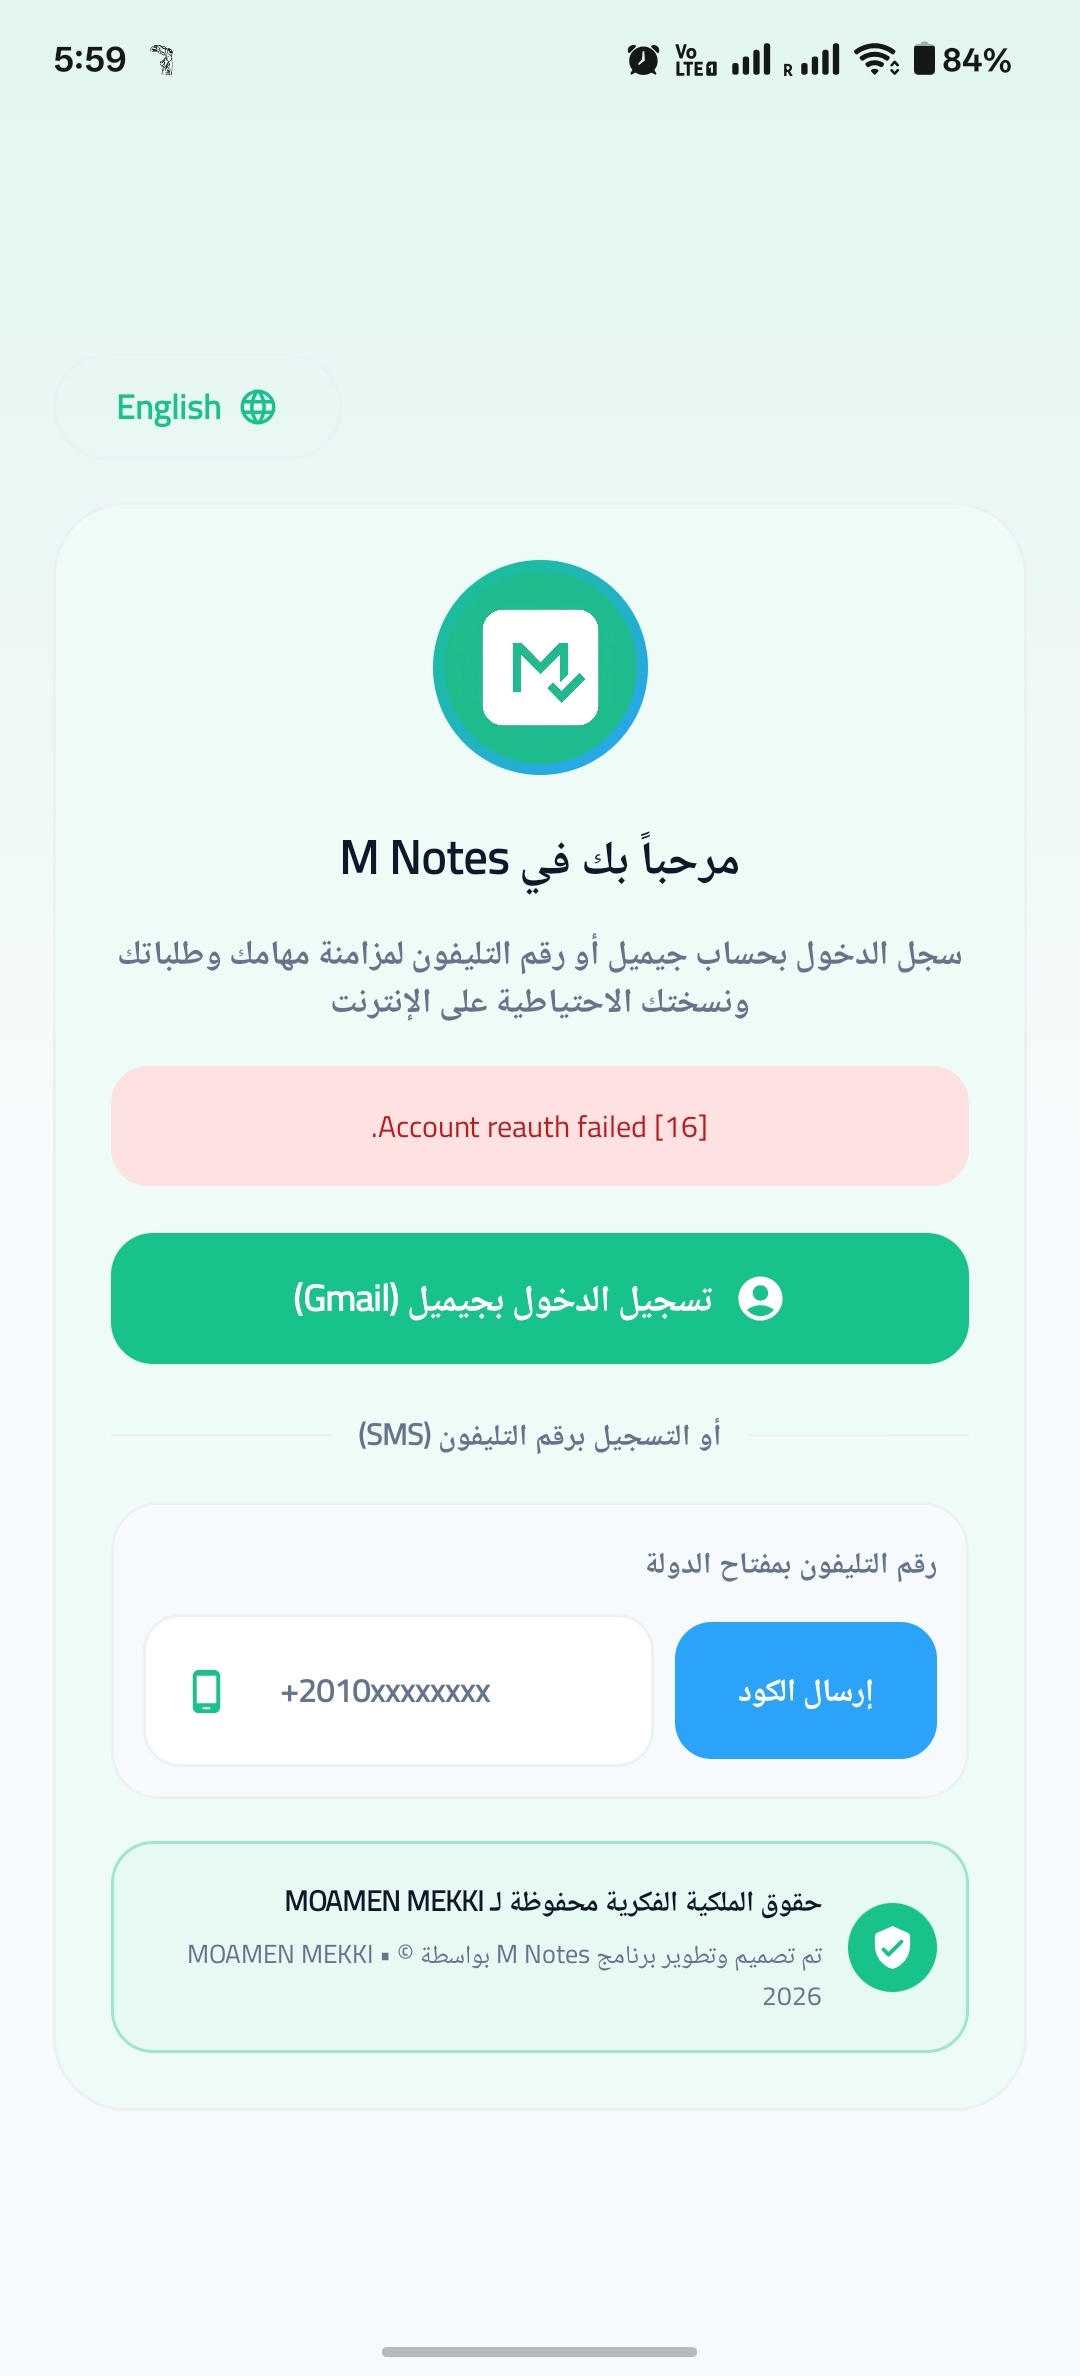 5:59
Vo LTE 1 R 84%
English
M
مرحباً بك في M Notes
سجل الدخول بحساب جيميل أو رقم التليفون لمزامنة مهامك وطلباتك
ونسختك الاحتياطية على الإنترنت
[16] Account reauth failed.
تسجيل الدخول بجيميل (Gmail)
أو التسجيل برقم التليفون (SMS)
رقم التليفون بمفتاح الدولة
+2010xxxxxxxx
إرسال الكود
حقوق الملكية الفكرية محفوظة لـ MOAMEN MEKKI
تم تصميم وتطوير برنامج M Notes بواسطة MOAMEN MEKKI ▪ ©
2026